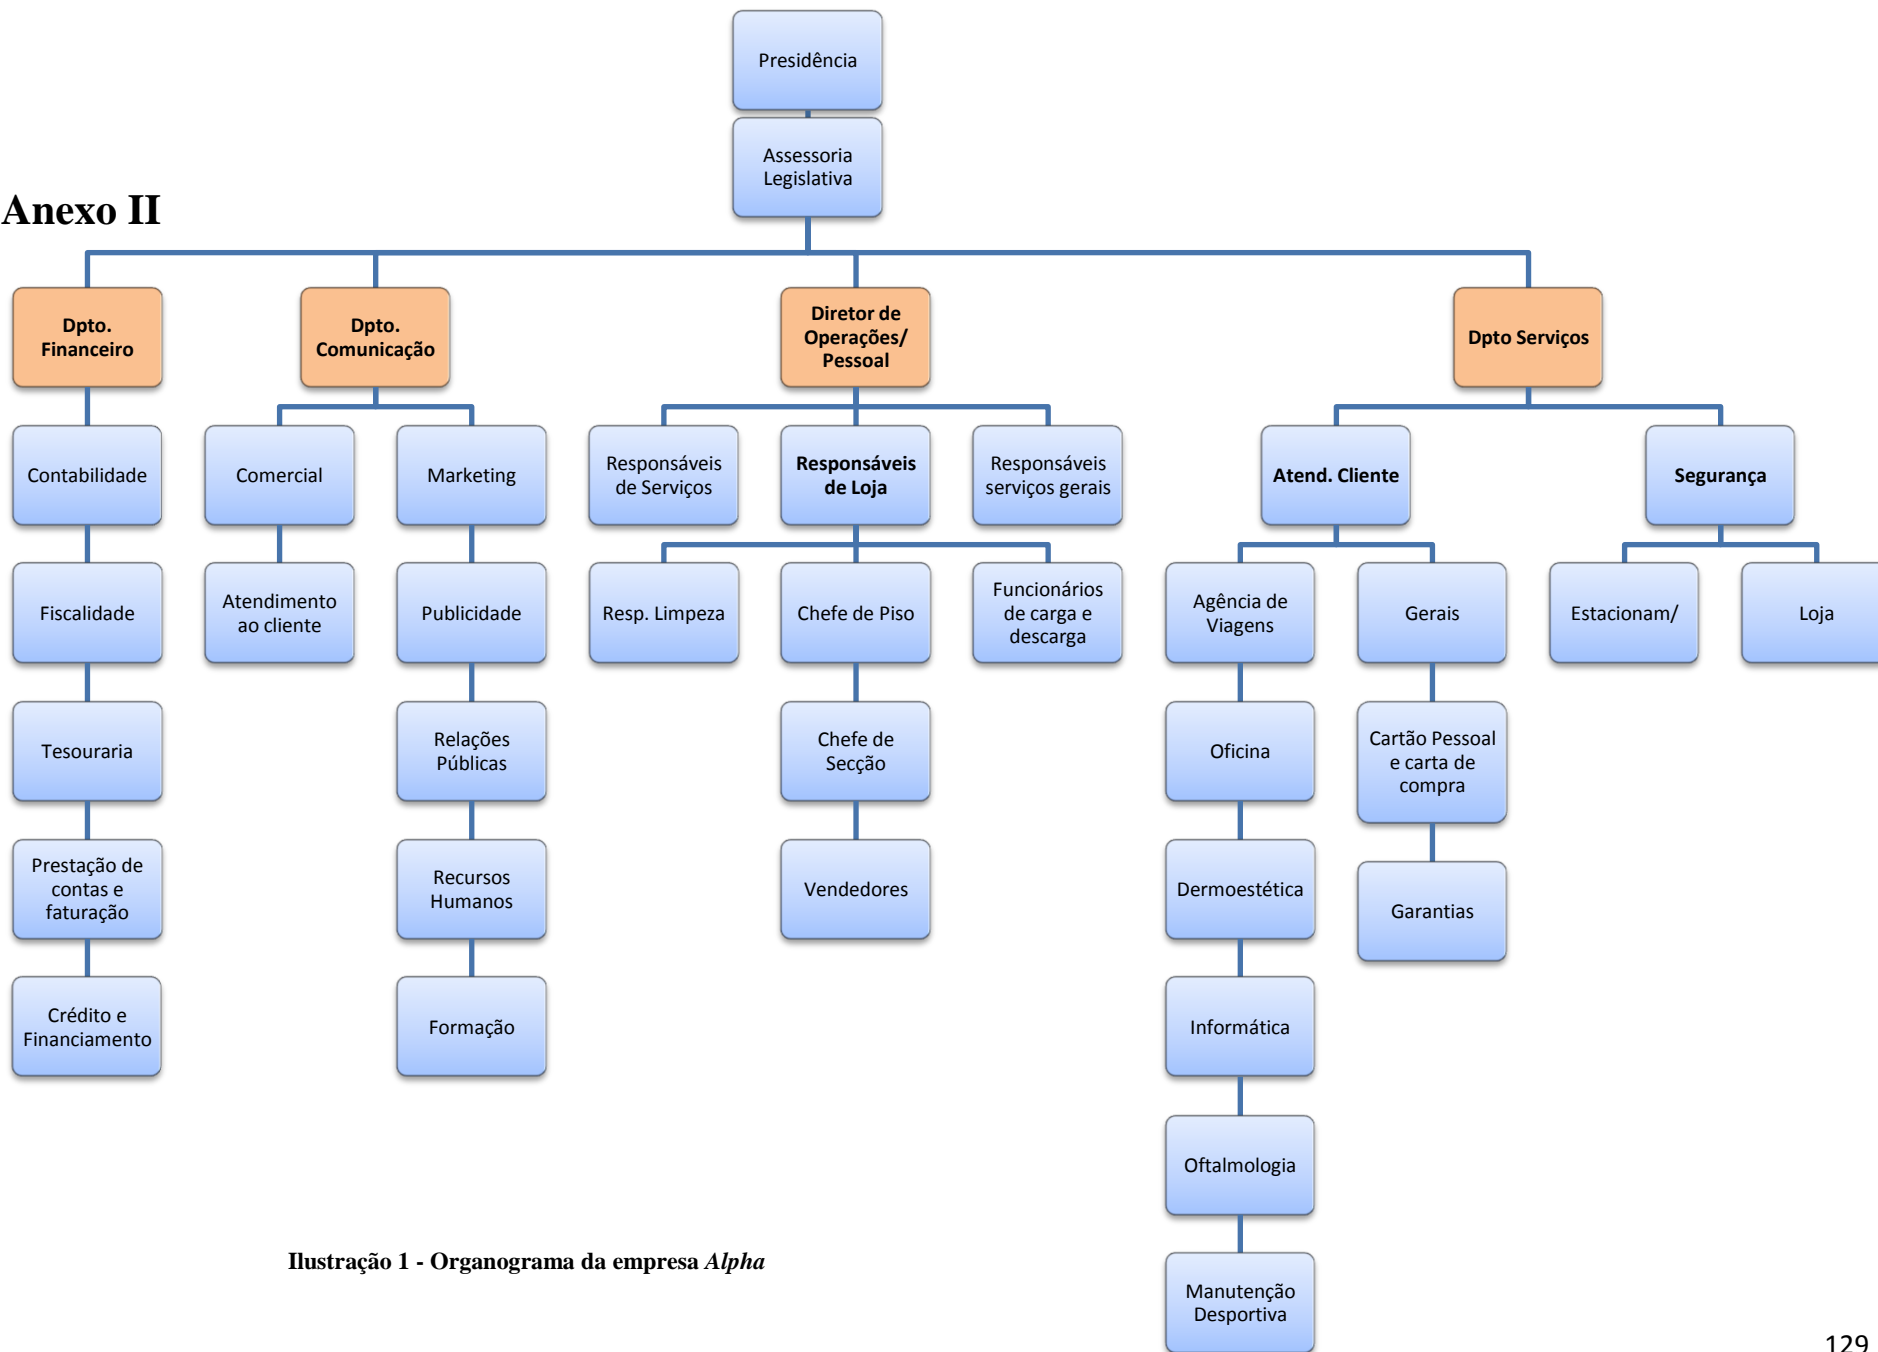 Presidência
Assessoria
Legislativa
Anexo II
Dpto.
Financeiro
Contabilidade
Fiscalidade
Tesouraria
Prestação de
contas e
faturação
Crédito e
Financiamento
Dpto.
Comunicação
Comercial
Atendimento
ao cliente
Marketing
Publicidade
Relações
Públicas
Recursos
Humanos
Formação
Diretor de
Operações/
Pessoal
Responsáveis
de Serviços
Responsáveis
de Loja
Resp. Limpeza
Chefe de Piso
Chefe de
Secção
Vendedores
Funcionários
de carga e
descarga
Responsáveis
serviços gerais
Dpto Serviços
Atend. Cliente
Agência de
Viagens
Oficina
Dermoestética
Informática
Oftalmologia
Manutenção
Desportiva
Gerais
Cartão Pessoal
e carta de
compra
Garantias
Segurança
Estacionam/
Loja
Ilustração 1 - Organograma da empresa Alpha
129